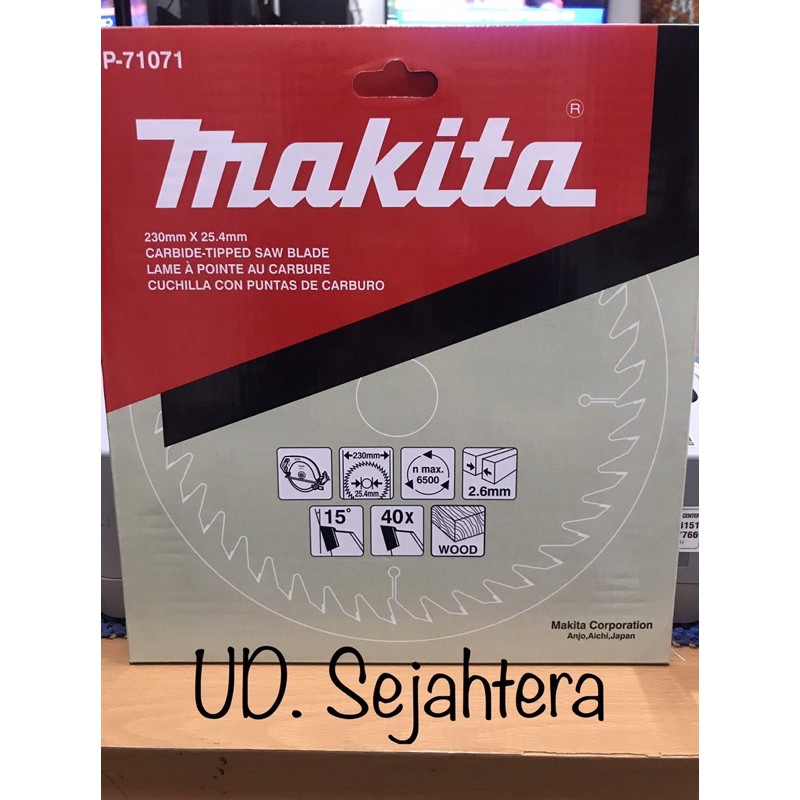 P-71071
makita ®
230mm X 25.4mm
CARBIDE-TIPPED SAW BLADE
LAME À POINTE AU CARBURE
CUCHILLA CON PUNTAS DE CARBURO
230mm
25.4mm
n max.
6500
2.6mm
15°
40x
WOOD
CENTER
Makita Corporation
Anjo,Aichi,Japan
UD. Sejahtera